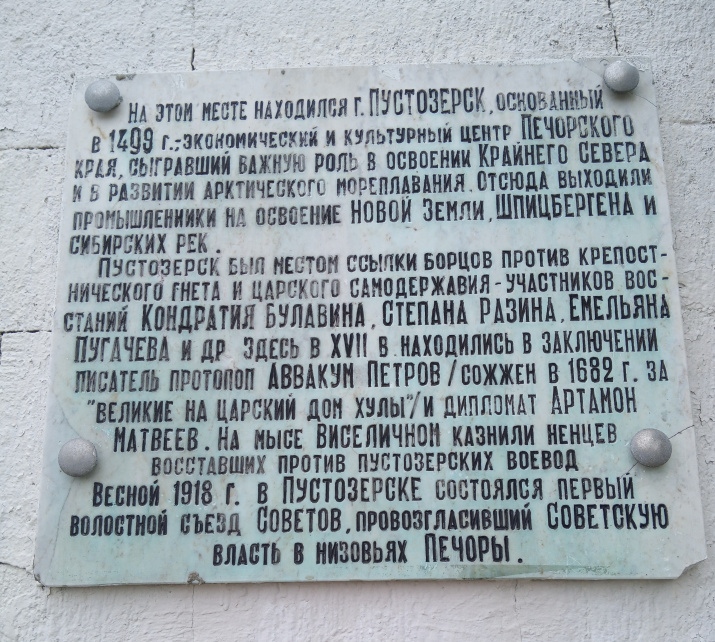 На этом месте находился г. Пустозерск, основанный
в 1499 г.,-экономический и культурный центр Печорского
края, сыгравший важную роль в освоении Крайнего Севера
и в развитии арктического мореплавания. Отсюда выходили
промышленники на освоение Новой Земли, Шпицбергена и
сибирских рек.
Пустозерск был местом ссылки борцов против крепост-
нического гнета и царского самодержавия-участников вос-
станий Кондратия Булавина, Степана Разина, Емельяна
Пугачева и др. Здесь в XVII в. находились в заключении
писатель протопоп Аввакум Петров/сожжен в 1682 г. за
"великие на царский дом хулы"/и дипломат Артамон
Матвеев. На мысе Виселичном казнили ненцев
восставших против пустозерских воевод
Весной 1918 г. в Пустозерске состоялся первый
волостной съезд Советов, провозгласивший Советскую
власть в низовьях Печоры.